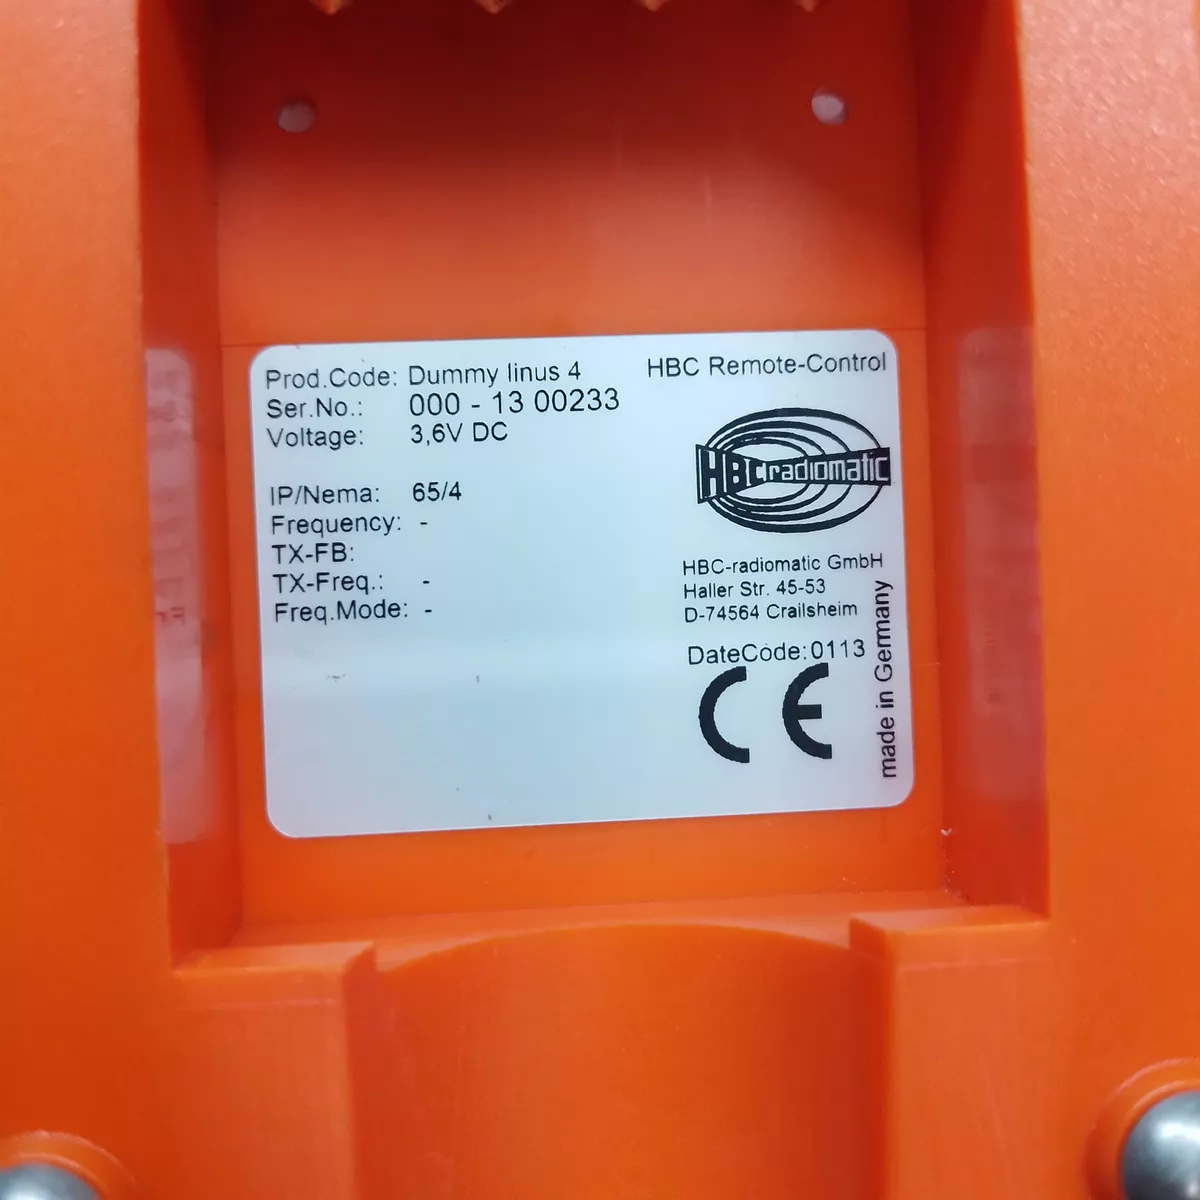 Prod.Code: Dummy linus 4
Ser.No.: 000 - 13 00233
Voltage: 3,6V DC
IP/Nema: 65/4
Frequency: -
TX-FB:
TX-Freq.: -
Freq.Mode: -
HBC Remote-Control
HBC radiomatic
HBC-radiomatic GmbH
Haller Str. 45-53
D-74564 Crailsheim
DateCode:0113
CE
made in Germany